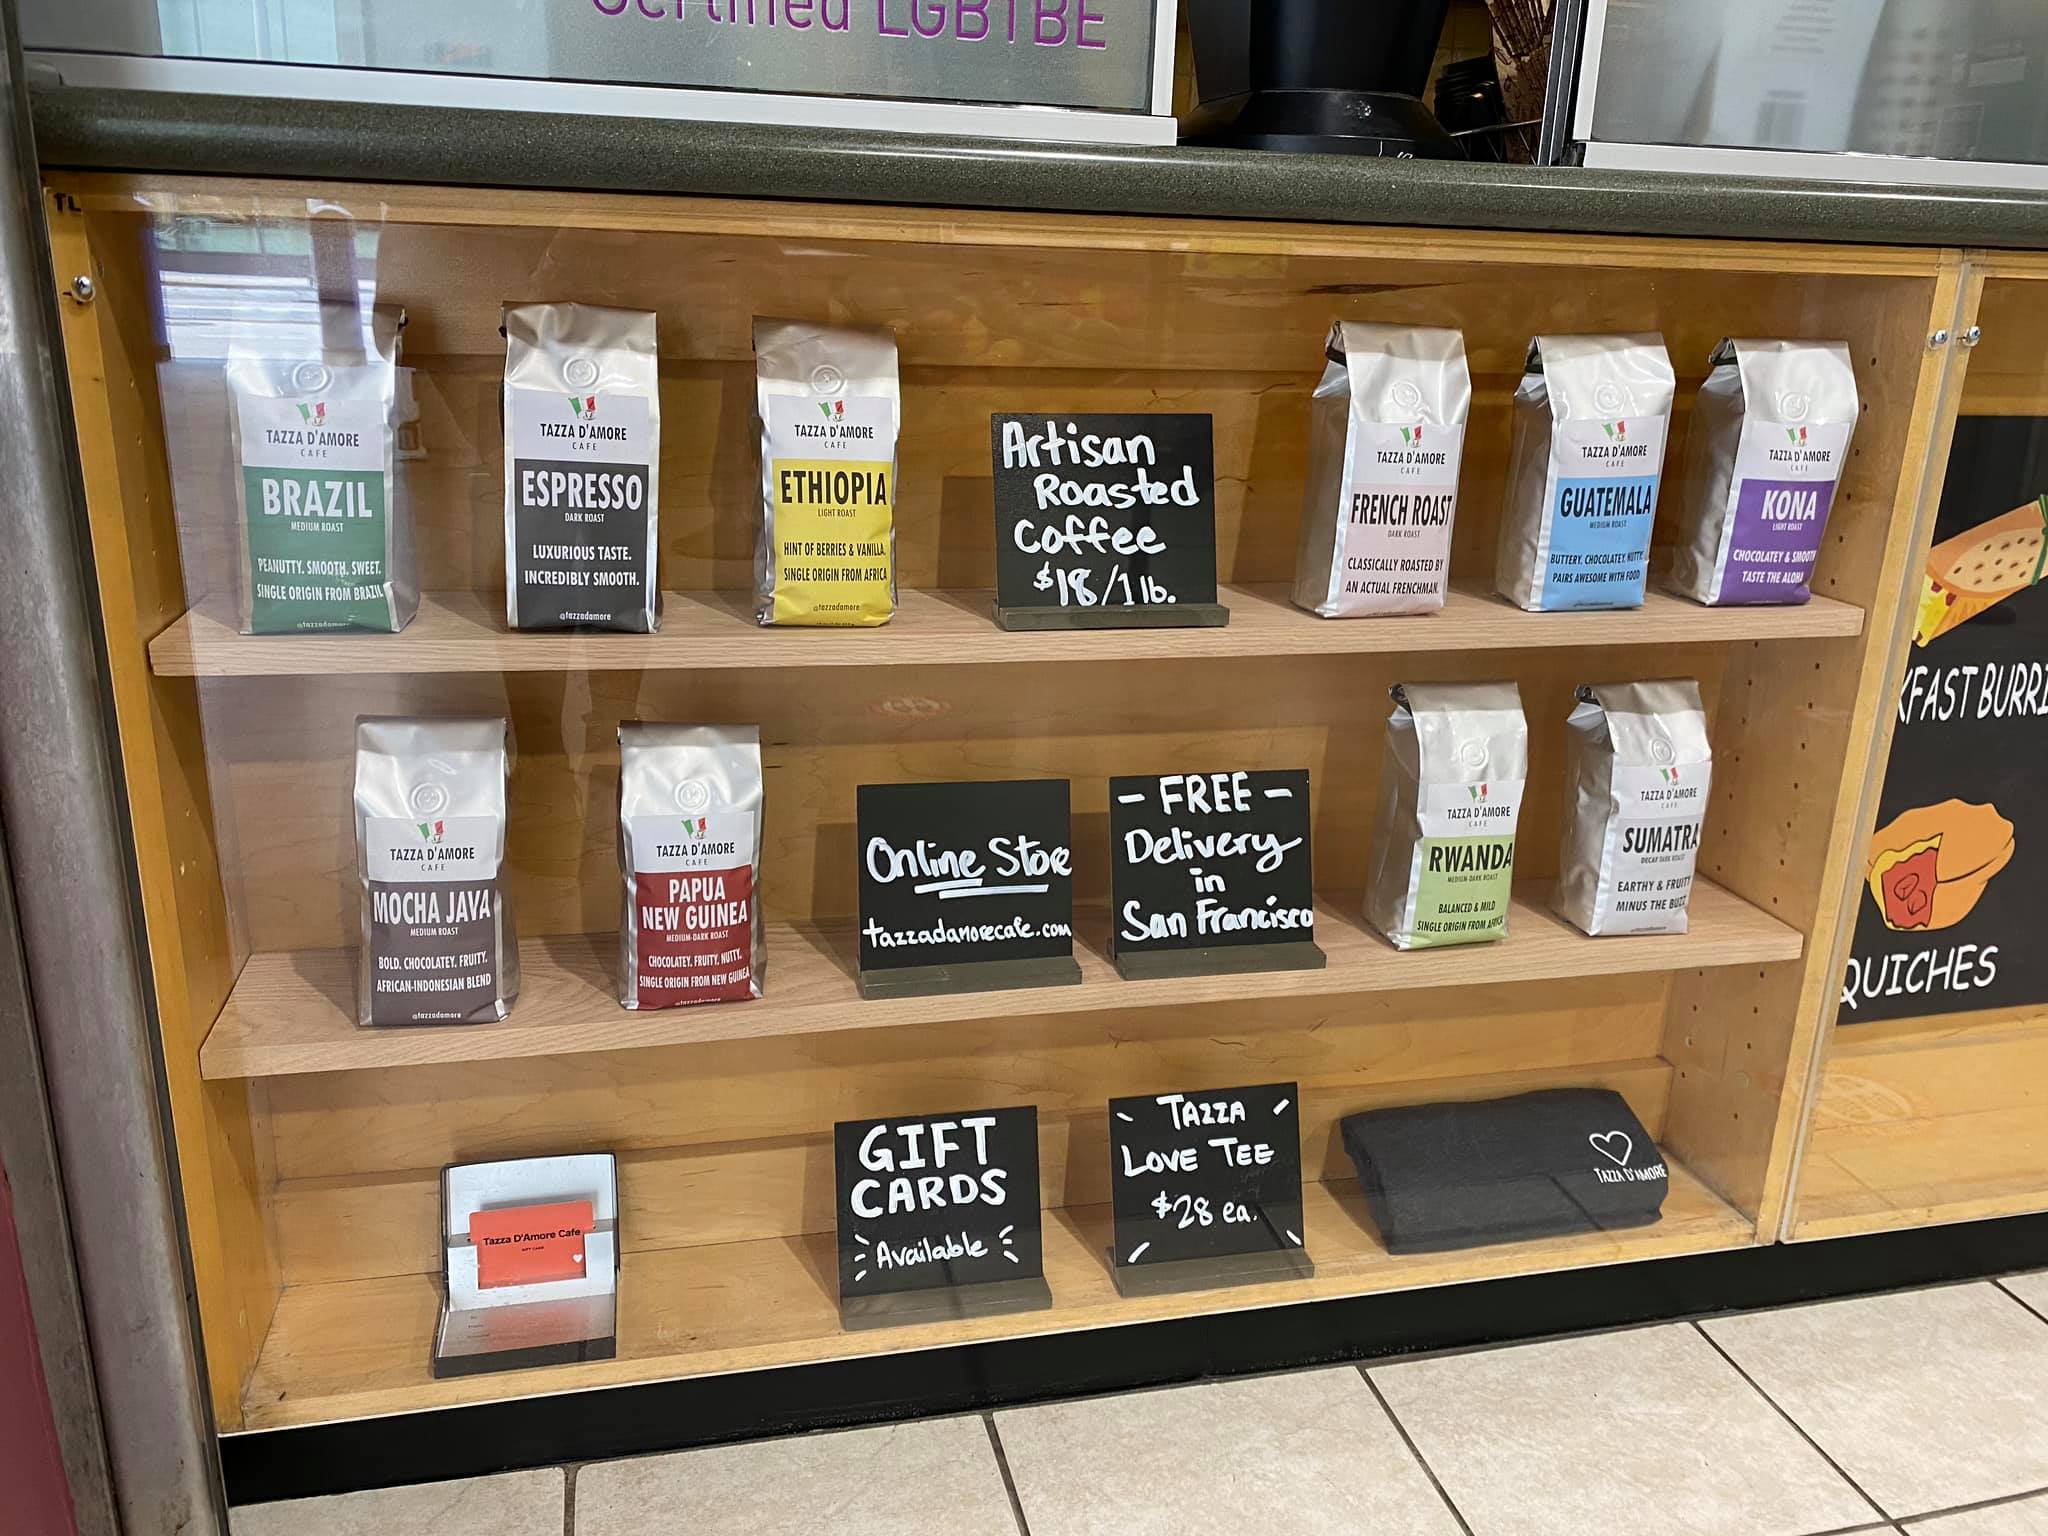 Certified LGBTBE
TL
TAZZA D'AMORE
CAFE
BRAZIL
MEDIUM ROAST
PEANUTTY. SMOOTH. SWEET.
SINGLE ORIGIN FROM BRAZIL
@tazzadamore
TAZZA D'AMORE
CAFE
ESPRESSO
DARK ROAST
LUXURIOUS TASTE.
INCREDIBLY SMOOTH.
@tazzadamore
TAZZA D'AMORE
CAFE
ETHIOPIA
LIGHT ROAST
HINT OF BERRIES & VANILLA.
SINGLE ORIGIN FROM AFRICA
@tazzadamore
Artisan
Roasted
Coffee
$18/1 lb.
TAZZA D'AMORE
CAFE
FRENCH ROAST
DARK ROAST
CLASSICALLY ROASTED BY
AN ACTUAL FRENCHMAN.
TAZZA D'AMORE
CAFE
GUATEMALA
MEDIUM ROAST
BUTTERY. CHOCOLATEY. NUTTY.
PAIRS AWESOME WITH FOOD
TAZZA D'AMORE
CAFE
KONA
LIGHT ROAST
CHOCOLATEY & SMOOTH
TASTE THE ALOHA
TAZZA D'AMORE
CAFE
MOCHA JAVA
MEDIUM ROAST
BOLD. CHOCOLATEY. FRUITY.
AFRICAN-INDONESIAN BLEND
@tazzadamore
TAZZA D'AMORE
CAFE
PAPUA
NEW GUINEA
MEDIUM-DARK ROAST
CHOCOLATEY. FRUITY. NUTTY.
SINGLE ORIGIN FROM NEW GUINEA
@tazzadamore
Online Store
tazzadamorecafe.com
- FREE -
Delivery
in
San Francisco
TAZZA D'AMORE
CAFE
RWANDA
MEDIUM-DARK ROAST
BALANCED & MILD
SINGLE ORIGIN FROM AFRICA
TAZZA D'AMORE
CAFE
SUMATRA
DECAF DARK ROAST
EARTHY & FRUITY
MINUS THE BUZZ
KFAST BURRI
QUICHES
Tazza D'Amore Cafe
GIFT CARD
GIFT
CARDS
Available
TAZZA
LOVE TEE
$28 ea.
TAZZA D'AMORE